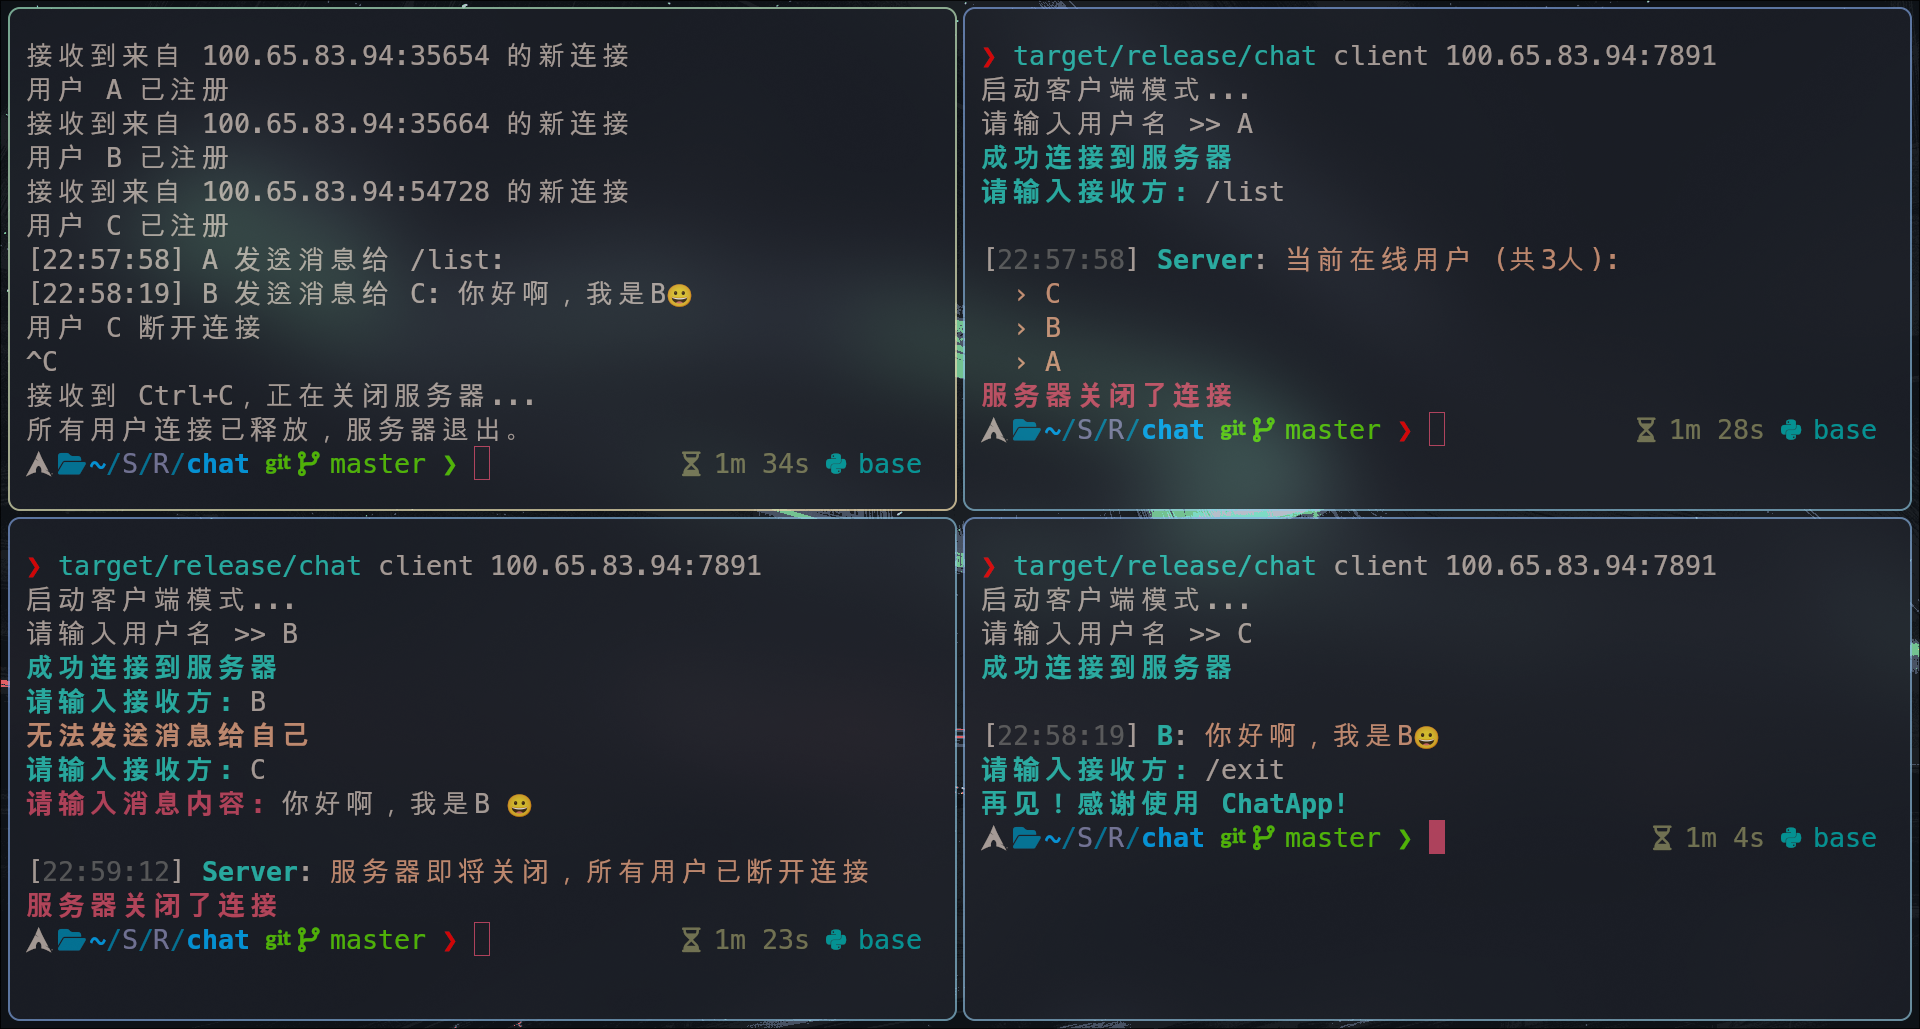 接收到来自 100.65.83.94:35654 的新连接
用户 A 已注册
接收到来自 100.65.83.94:35664 的新连接
用户 B 已注册
接收到来自 100.65.83.94:54728 的新连接
用户 C 已注册
[22:57:58] A 发送消息给 /list:
[22:58:19] B 发送消息给 C: 你好啊，我是B😀
用户 C 断开连接
^C
接收到 Ctrl+C, 正在关闭服务器...
所有用户连接已释放，服务器退出。
~/S/R/chat git master ❯ 1m 34s base
❯ target/release/chat client 100.65.83.94:7891
启动客户端模式...
请输入用户名 >> A
成功连接到服务器
请输入接收方: /list
[22:57:58] Server: 当前在线用户 (共3人):
› C
› B
› A
服务器关闭了连接
~/S/R/chat git master ❯ 1m 28s base
❯ target/release/chat client 100.65.83.94:7891
启动客户端模式...
请输入用户名 >> B
成功连接到服务器
请输入接收方: B
无法发送消息给自己
请输入接收方: C
请输入消息内容: 你好啊，我是B 😀
[22:59:12] Server: 服务器即将关闭，所有用户已断开连接
服务器关闭了连接
~/S/R/chat git master ❯ 1m 23s base
❯ target/release/chat client 100.65.83.94:7891
启动客户端模式...
请输入用户名 >> C
成功连接到服务器
[22:58:19] B: 你好啊，我是B😀
请输入接收方: /exit
再见！感谢使用 ChatApp!
~/S/R/chat git master ❯ 1m 4s base